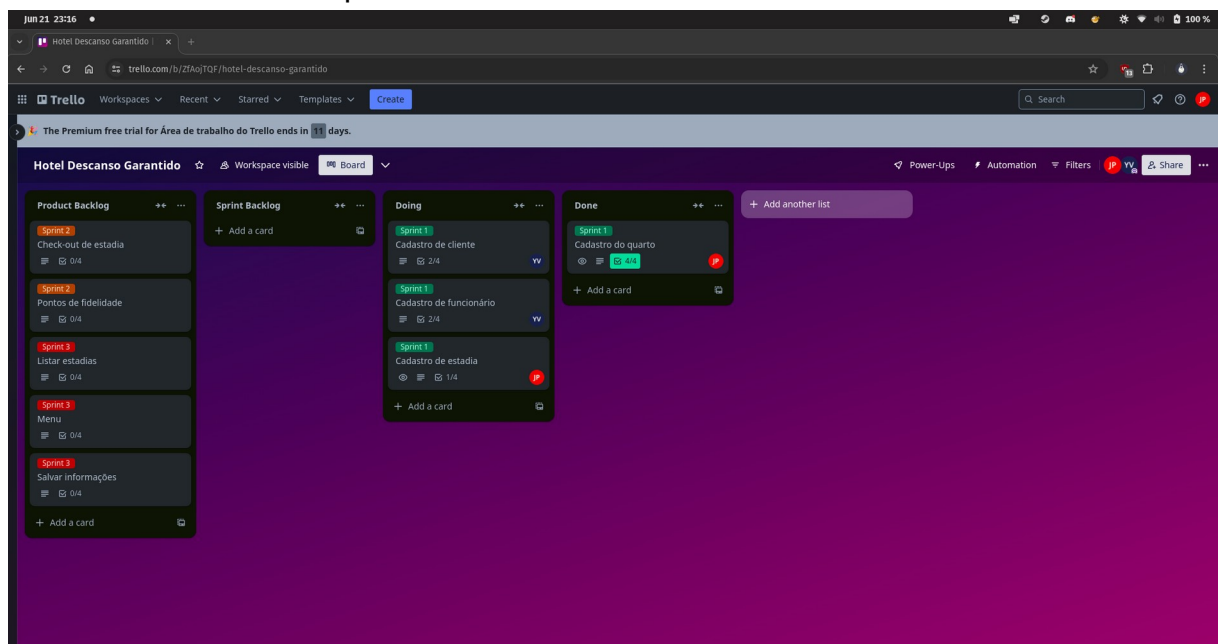 Jun 21 23:16
100 %
Hotel Descanso Garantido |
trello.com/b/ZfAojTQF/hotel-descanso-garantido
13
Trello Workspaces Recent Starred Templates Create
Search
JP
The Premium free trial for Área de trabalho do Trello ends in 11 days.
Hotel Descanso Garantido Workspace visible Board
Power-Ups Automation Filters JP YV Share
Product Backlog
Sprint 2
Check-out de estadia
0/4
Sprint 2
Pontos de fidelidade
0/4
Sprint 3
Listar estadias
0/4
Sprint 3
Menu
0/4
Sprint 3
Salvar informações
0/4
+ Add a card
Sprint Backlog
+ Add a card
Doing
Sprint 1
Cadastro de cliente
2/4 YV
Sprint 1
Cadastro de funcionário
2/4 YV
Sprint 1
Cadastro de estadia
1/4 JP
+ Add a card
Done
Sprint 1
Cadastro do quarto
4/4 JP
+ Add a card
+ Add another list